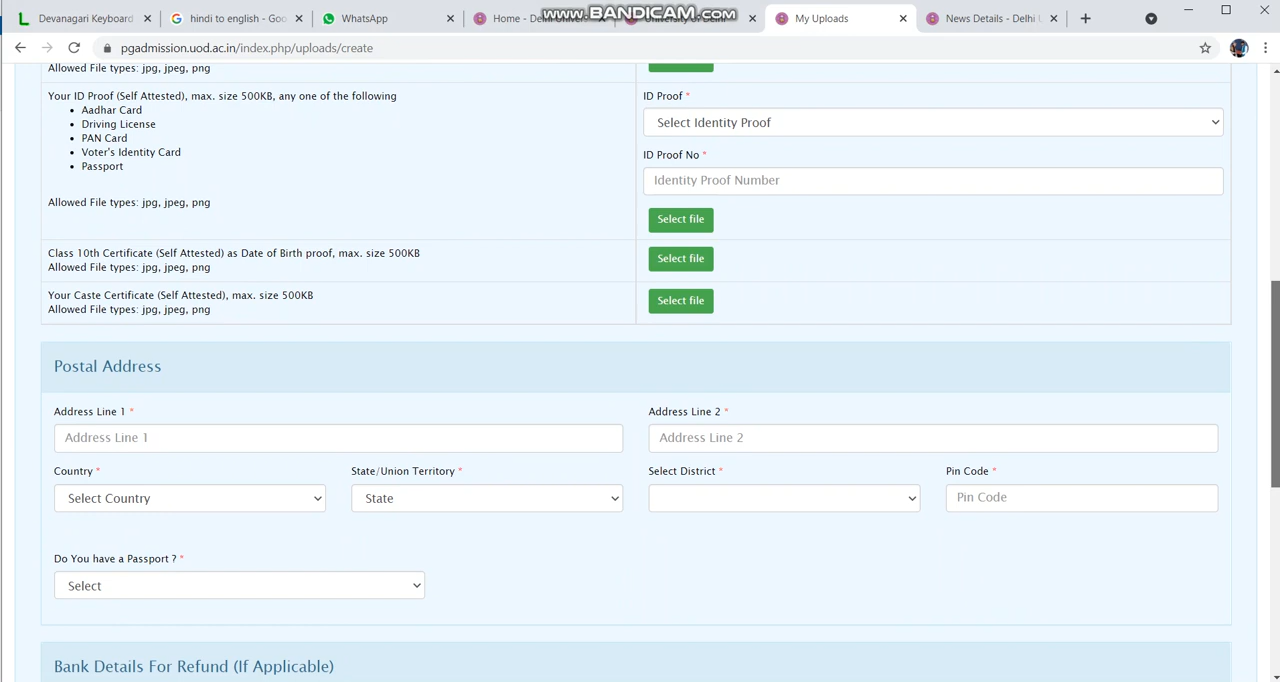 Devanagari Keyboard
hindi to english - Goo
WhatsApp
Home - Delhi
www.BANDICAM.com
My Uploads
News Details - Delhi U
pgadmission.uod.ac.in/index.php/uploads/create
Allowed File types: jpg, jpeg, png
Your ID Proof (Self Attested), max. size 500KB, any one of the following
Aadhar Card
Driving License
PAN Card
Voter's Identity Card
Passport
Allowed File types: jpg, jpeg, png
ID Proof *
Select Identity Proof
ID Proof No *
Identity Proof Number
Select file
Class 10th Certificate (Self Attested) as Date of Birth proof, max. size 500KB
Allowed File types: jpg, jpeg, png
Select file
Your Caste Certificate (Self Attested), max. size 500KB
Allowed File types: jpg, jpeg, png
Select file
Postal Address
Address Line 1 *
Address Line 2 *
Address Line 1
Address Line 2
Country *
State/Union Territory *
Select District *
Pin Code *
Select Country
State
Pin Code
Do You have a Passport ? *
Select
Bank Details For Refund (If Applicable)